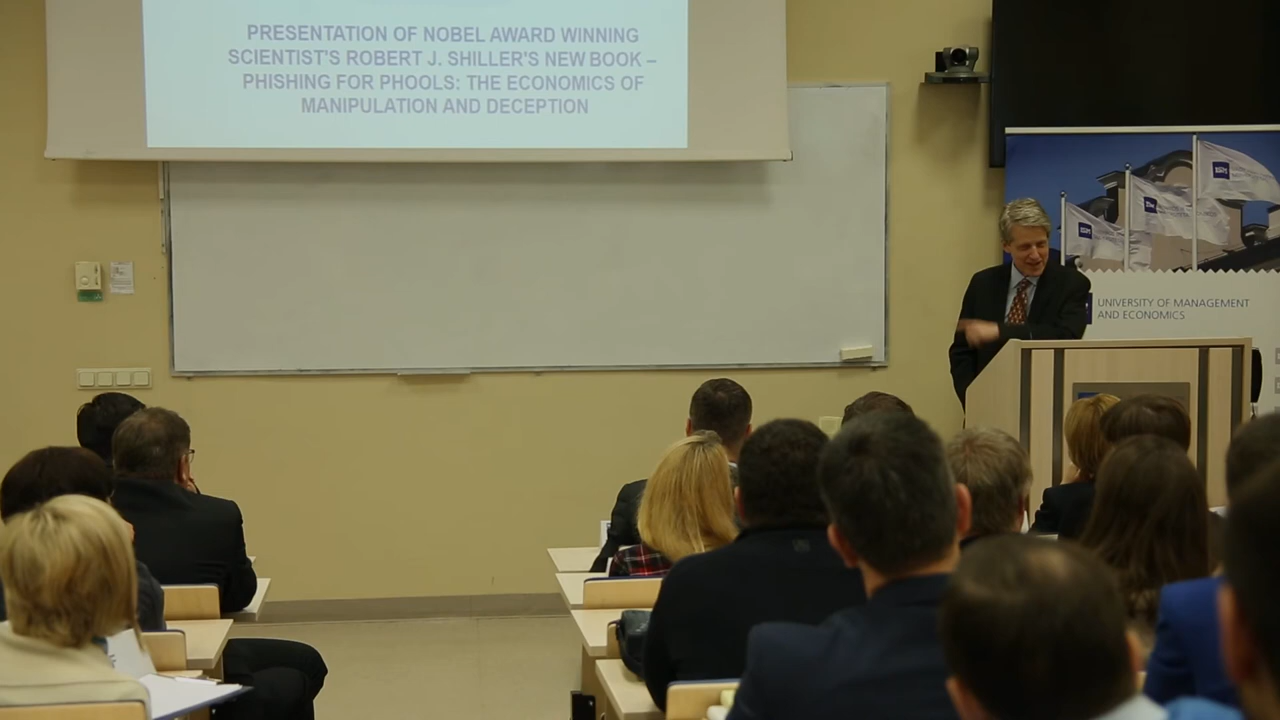 PRESENTATION OF NOBEL AWARD WINNING
SCIENTIST'S ROBERT J. SHILLER'S NEW BOOK –
PHISHING FOR PHOOLS: THE ECONOMICS OF
MANIPULATION AND DECEPTION
UNIVERSITY OF MANAGEMENT
AND ECONOMICS